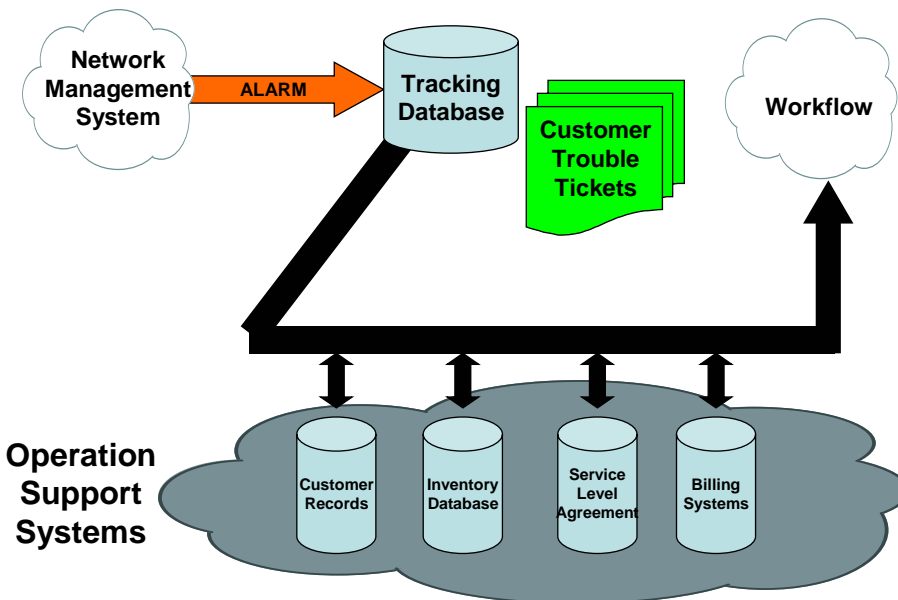 Network
Management
System
ALARM
Tracking
Database
Customer
Trouble
Tickets
Workflow
Operation
Support
Systems
Customer
Records
Inventory
Database
Service
Level
Agreement
Billing
Systems